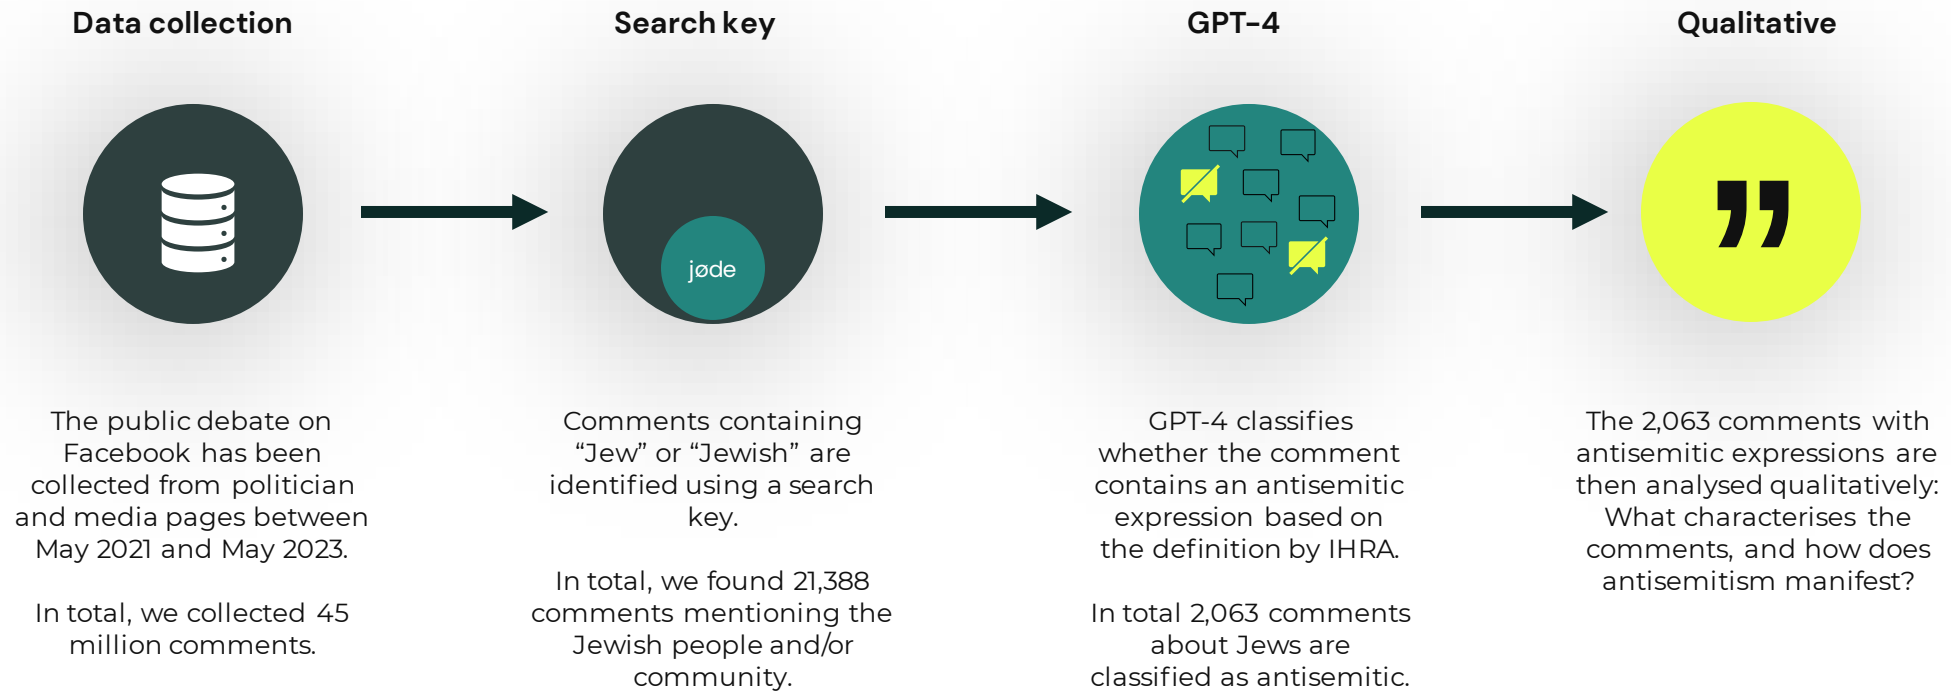 Data collection
Search key
GPT-4
Qualitative
jøde
The public debate on
Facebook has been
collected from politician
and media pages between
May 2021 and May 2023.
In total, we collected 45
million comments.
Comments containing
“Jew” or “Jewish” are
identified using a search
key.
In total, we found 21,388
comments mentioning the
Jewish people and/or
community.
GPT-4 classifies
whether the comment
contains an antisemitic
expression based on
the definition by IHRA.
In total 2,063 comments
about Jews are
classified as antisemitic.
The 2,063 comments with
antisemitic expressions are
then analysed qualitatively:
What characterises the
comments, and how does
antisemitism manifest?